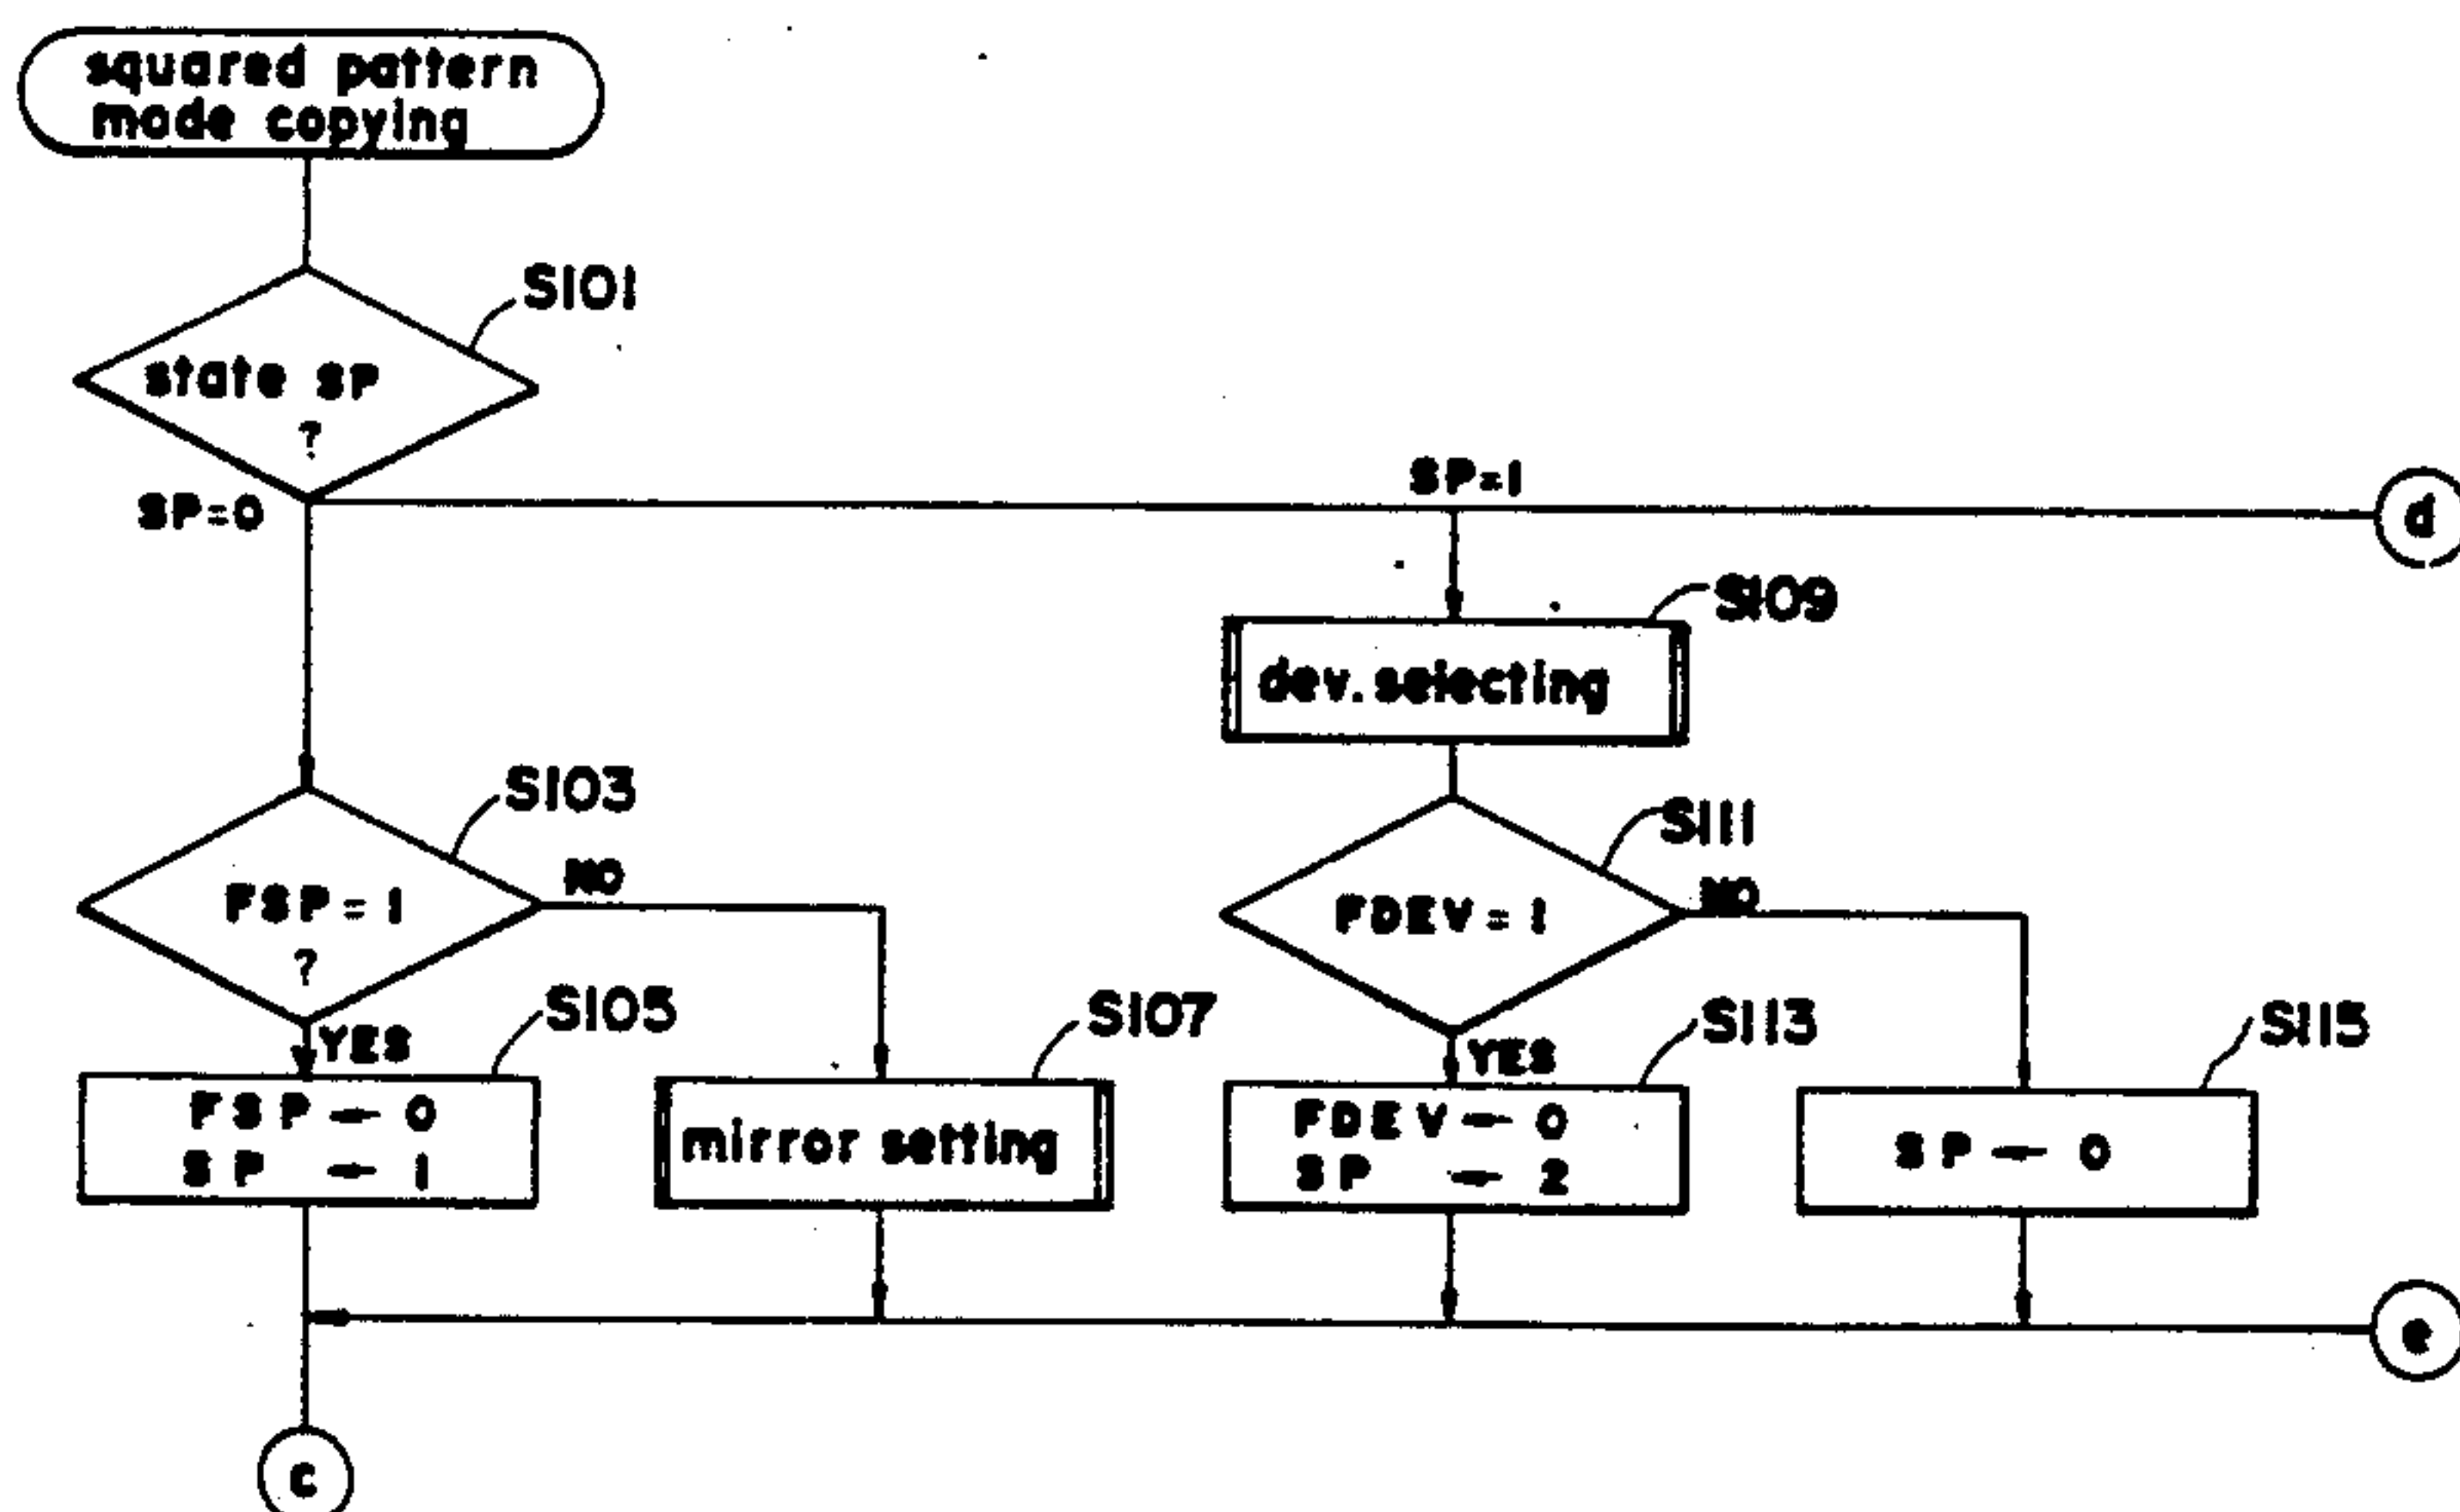 squared pattern
mode copying
S101
state SP
?
SP=0
SP=1
d
S109
dev.selecting
S103
FSP=1
?
NO
YES
S111
FDEV=1
NO
YES
S105
FSP ← 0
SP ← 1
S107
mirror setting
S113
FDEV ← 0
SP ← 2
S115
SP ← 0
e
c